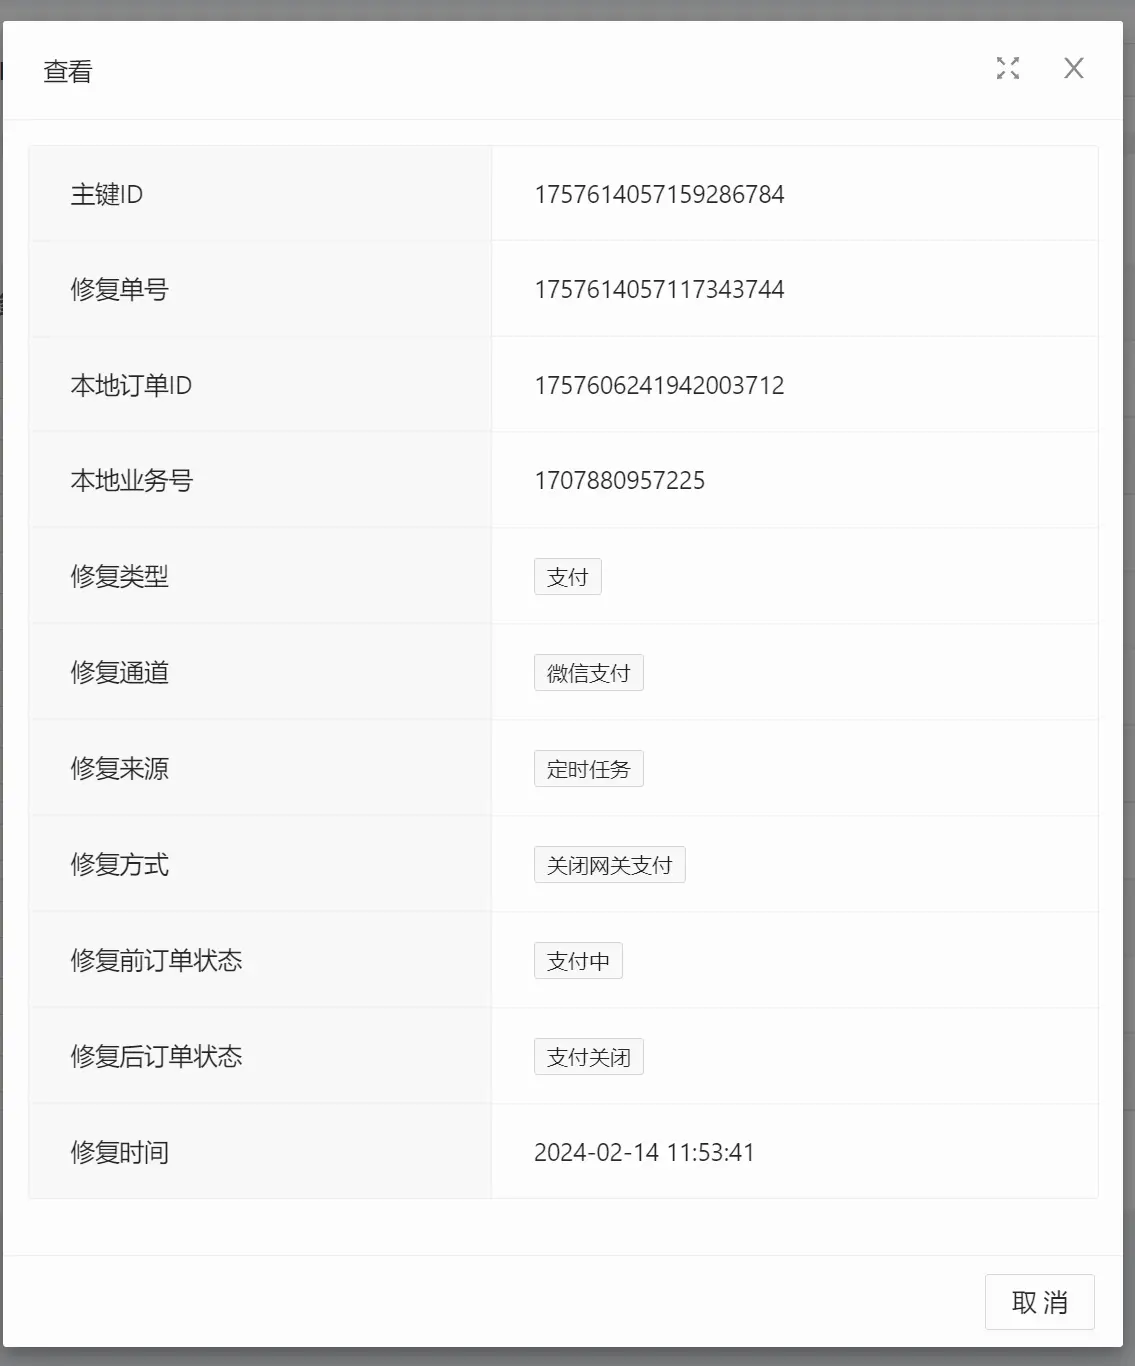 查看
主键ID 1757614057159286784
修复单号 1757614057117343744
本地订单ID 1757606241942003712
本地业务号 1707880957225
修复类型 支付
修复通道 微信支付
修复来源 定时任务
修复方式 关闭网关支付
修复前订单状态 支付中
修复后订单状态 支付关闭
修复时间 2024-02-14 11:53:41
取 消